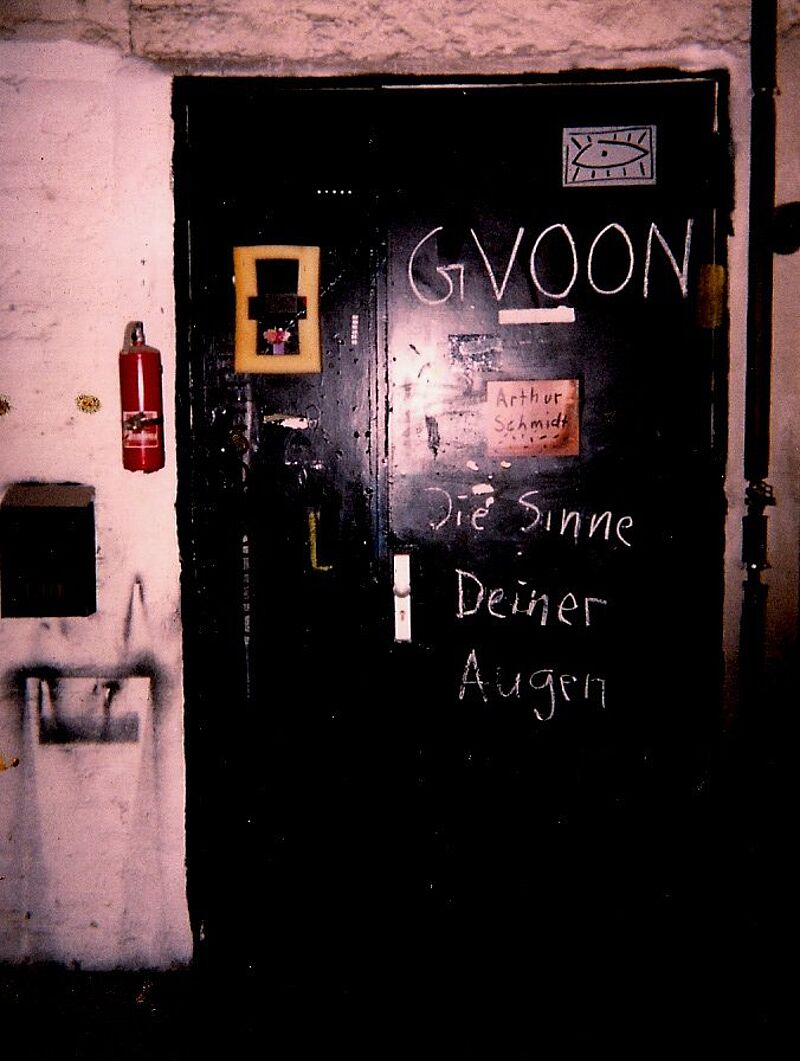 GVOON
Arthur
Schmidt
Die Sinne
Deiner
Augen